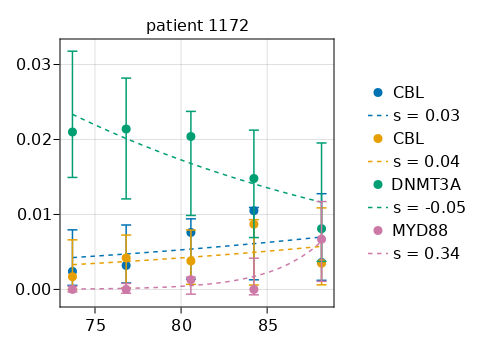 patient 1172
0.03
0.02
0.01
0.00
75
80
85
CBL
s = 0.03
CBL
s = 0.04
DNMT3A
s = -0.05
MYD88
s = 0.34